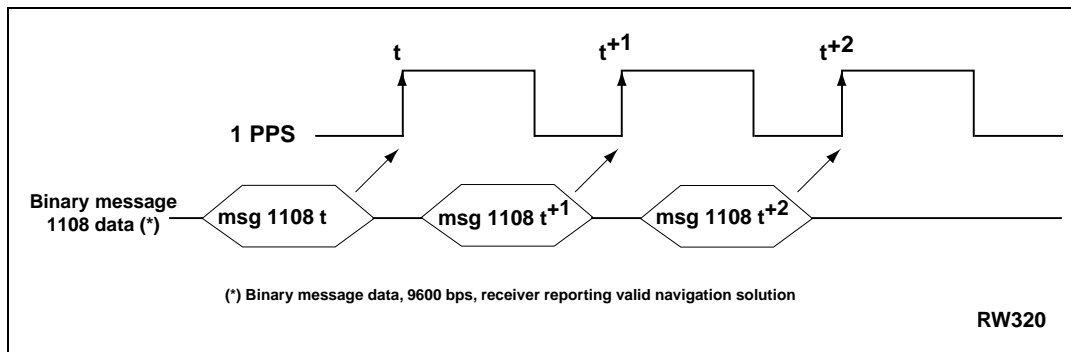 t
t+1
t+2
1 PPS
Binary message
1108 data (*)
msg 1108 t
msg 1108 t+1
msg 1108 t+2
(*) Binary message data, 9600 bps, receiver reporting valid navigation solution
RW320